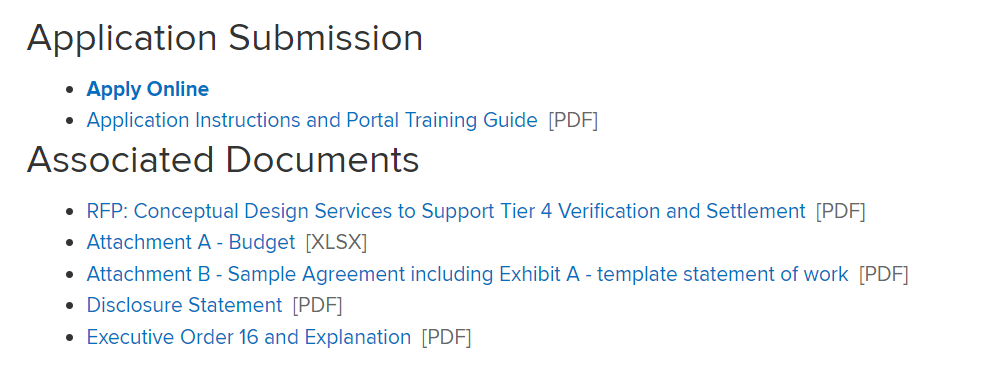 Application Submission
Apply Online
Application Instructions and Portal Training Guide [PDF]
Associated Documents
RFP: Conceptual Design Services to Support Tier 4 Verification and Settlement [PDF]
Attachment A - Budget [XLSX]
Attachment B - Sample Agreement including Exhibit A - template statement of work [PDF]
Disclosure Statement [PDF]
Executive Order 16 and Explanation [PDF]